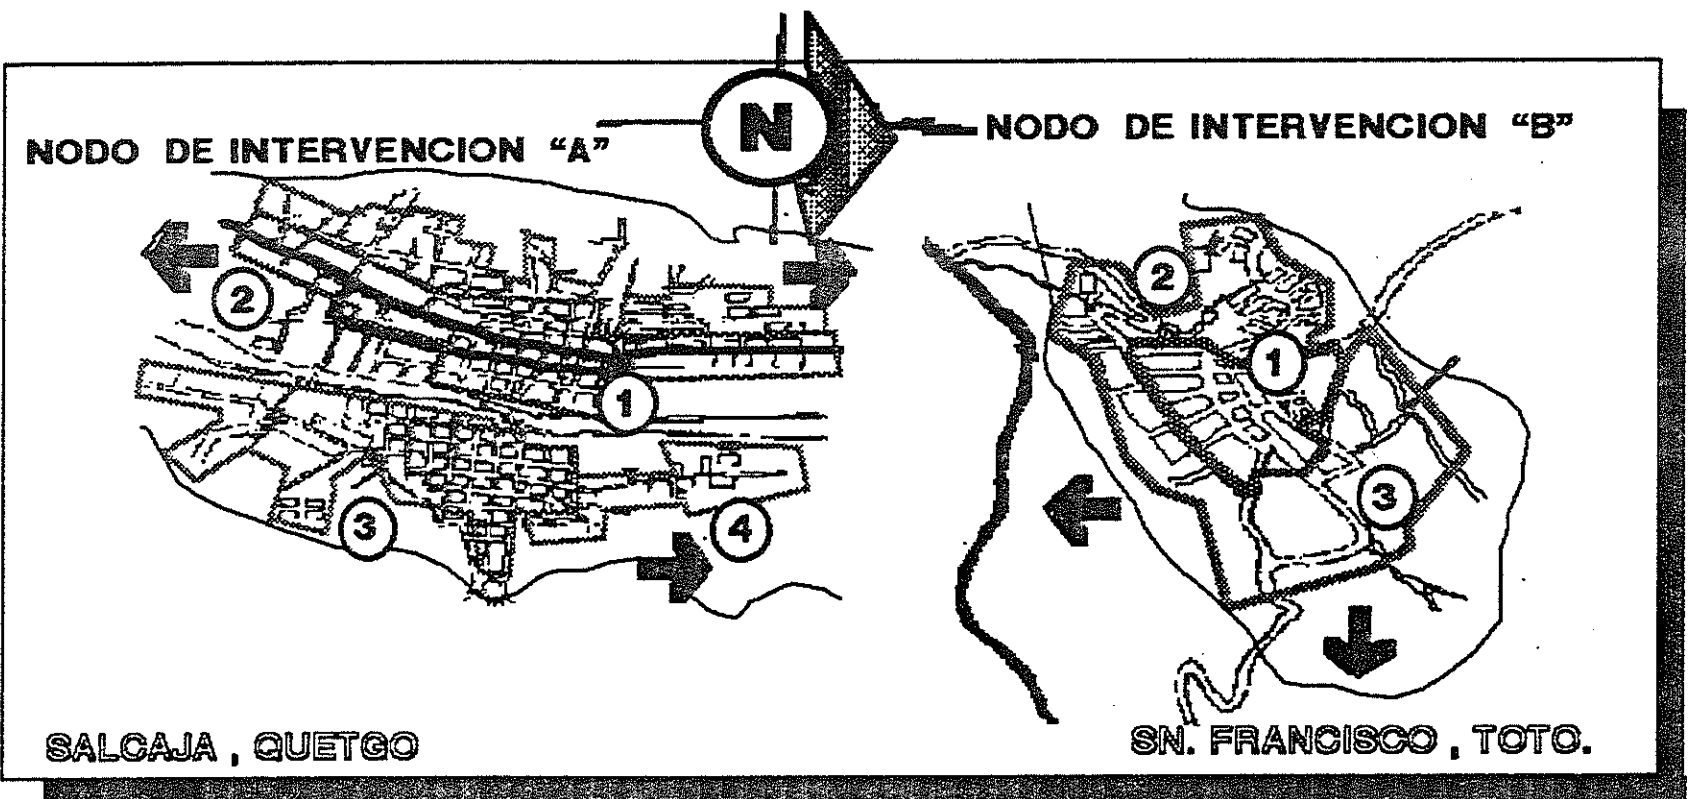 N
NODO DE INTERVENCION “A”
NODO DE INTERVENCION “B”
2
1
3
4
2
1
3
SALCAJA , QUETGO
SN. FRANCISCO , TOTO.